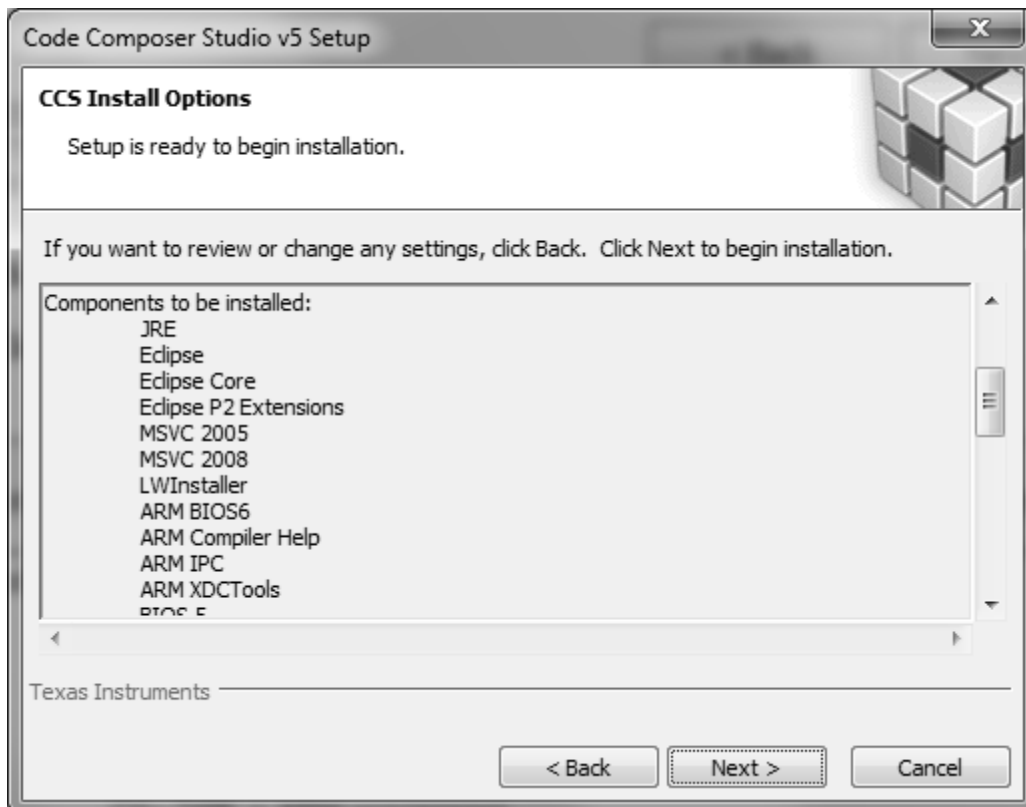 Code Composer Studio v5 Setup
CCS Install Options
Setup is ready to begin installation.
If you want to review or change any settings, click Back. Click Next to begin installation.
Components to be installed:
JRE
Eclipse
Eclipse Core
Eclipse P2 Extensions
MSVC 2005
MSVC 2008
LWInstaller
ARM BIOS6
ARM Compiler Help
ARM IPC
ARM XDCTools
Texas Instruments
< Back
Next >
Cancel